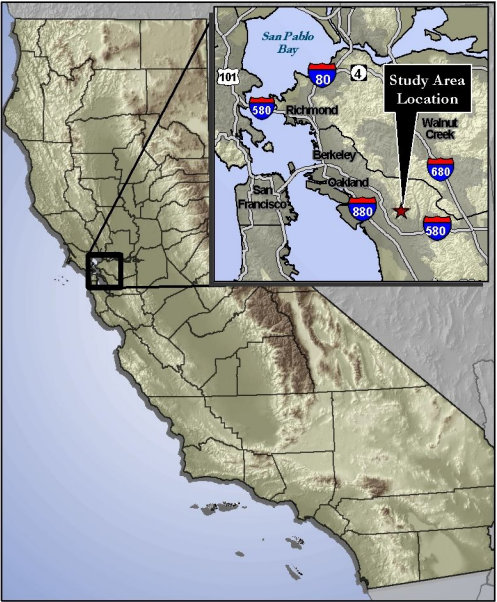 San Pablo
Bay
101
80
4
Study Area
Location
580
Richmond
Walnut
Creek
Berkeley
680
Oakland
San
Francisco
880
580